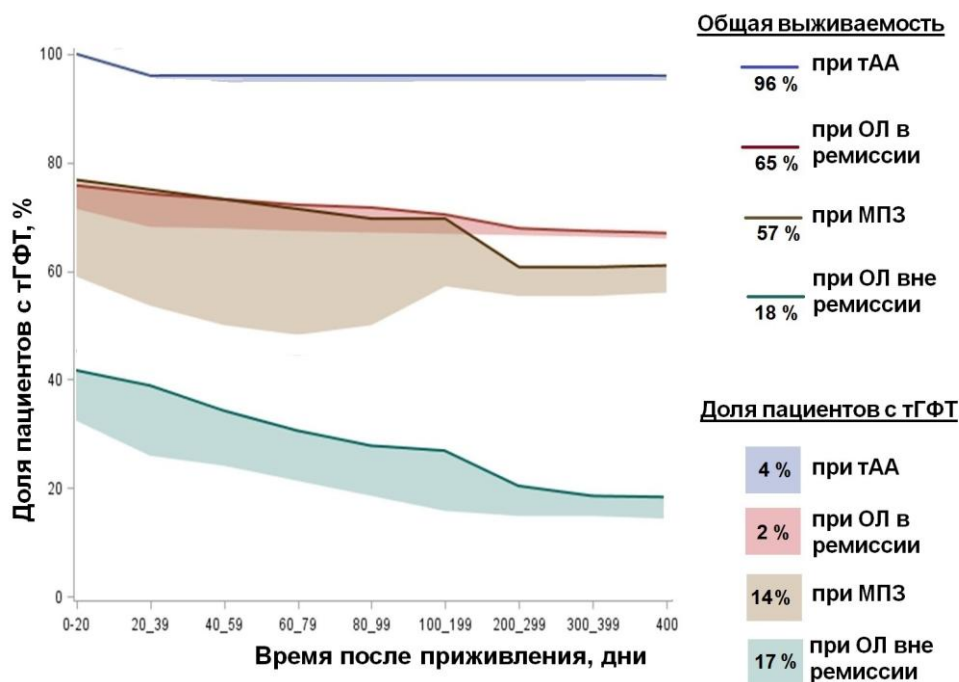 Общая выживаемость
при тАА
96 %
при ОЛ в
ремиссии
65 %
при МПЗ
57 %
при ОЛ вне
ремиссии
18 %
Доля пациентов с тГФТ
4 % при тАА
2 % при ОЛ в
ремиссии
14 % при МПЗ
17 % при ОЛ вне
ремиссии
Доля пациентов с тГФТ, %
100
80
60
40
20
0
0-20 20_39 40_59 60_79 80_99 100_199 200_299 300_399 400
Время после приживления, дни